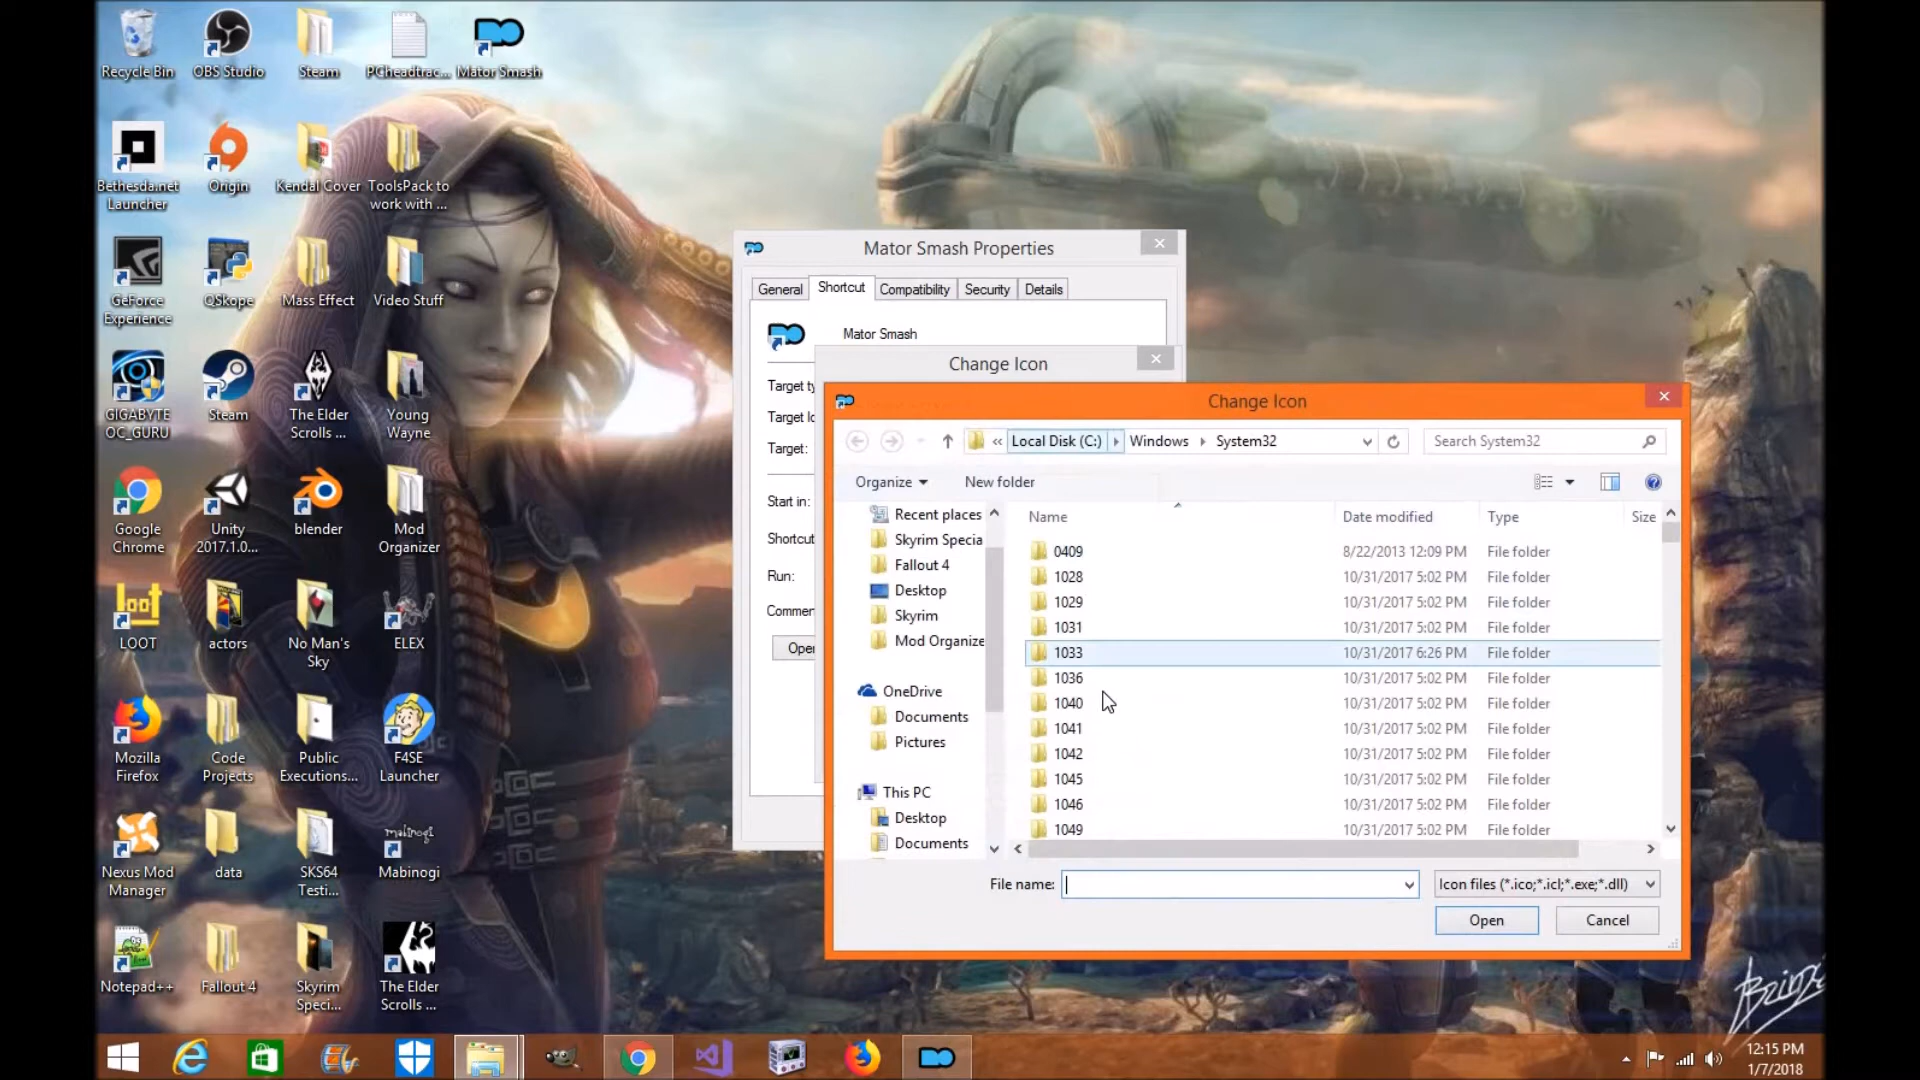 Recycle Bin
OBS Studio
Steam
PCheadtrac...
Mator Smash
Bethesda.net
Launcher
Origin
Kendal Cover
ToolsPack to
work with ...
GeForce
Experience
QSkope
Mass Effect
Video Stuff
GIGABYTE
OC_GURU
Steam
The Elder
Scrolls ...
Young
Wayne
Google
Chrome
Unity
2017.1.0...
blender
Mod
Organizer
LOOT
actors
No Man's
Sky
ELEX
Mozilla
Firefox
Code
Projects
Public
Executions...
F4SE
Launcher
Nexus Mod
Manager
data
SKS64
Testi...
mabinogi
Mabinogi
Notepad++
Fallout 4
Skyrim
Speci...
The Elder
Scrolls ...
Mator Smash Properties
General
Shortcut
Compatibility
Security
Details
Mator Smash
Target ty
Target lo
Target:
Start in:
Shortcut
Run:
Commer
Oper
Change Icon
Change Icon
« Local Disk (C:) Windows System32
Search System32
Organize
New folder
Recent places
Skyrim Specia
Fallout 4
Desktop
Skyrim
Mod Organize
OneDrive
Documents
Pictures
This PC
Desktop
Documents
Name Date modified Type Size
0409 8/22/2013 12:09 PM File folder
1028 10/31/2017 5:02 PM File folder
1029 10/31/2017 5:02 PM File folder
1031 10/31/2017 5:02 PM File folder
1033 10/31/2017 6:26 PM File folder
1036 10/31/2017 5:02 PM File folder
1040 10/31/2017 5:02 PM File folder
1041 10/31/2017 5:02 PM File folder
1042 10/31/2017 5:02 PM File folder
1045 10/31/2017 5:02 PM File folder
1046 10/31/2017 5:02 PM File folder
1049 10/31/2017 5:02 PM File folder
File name:
Icon files (*.ico;*.icl;*.exe;*.dll)
Open
Cancel
12:15 PM
1/7/2018